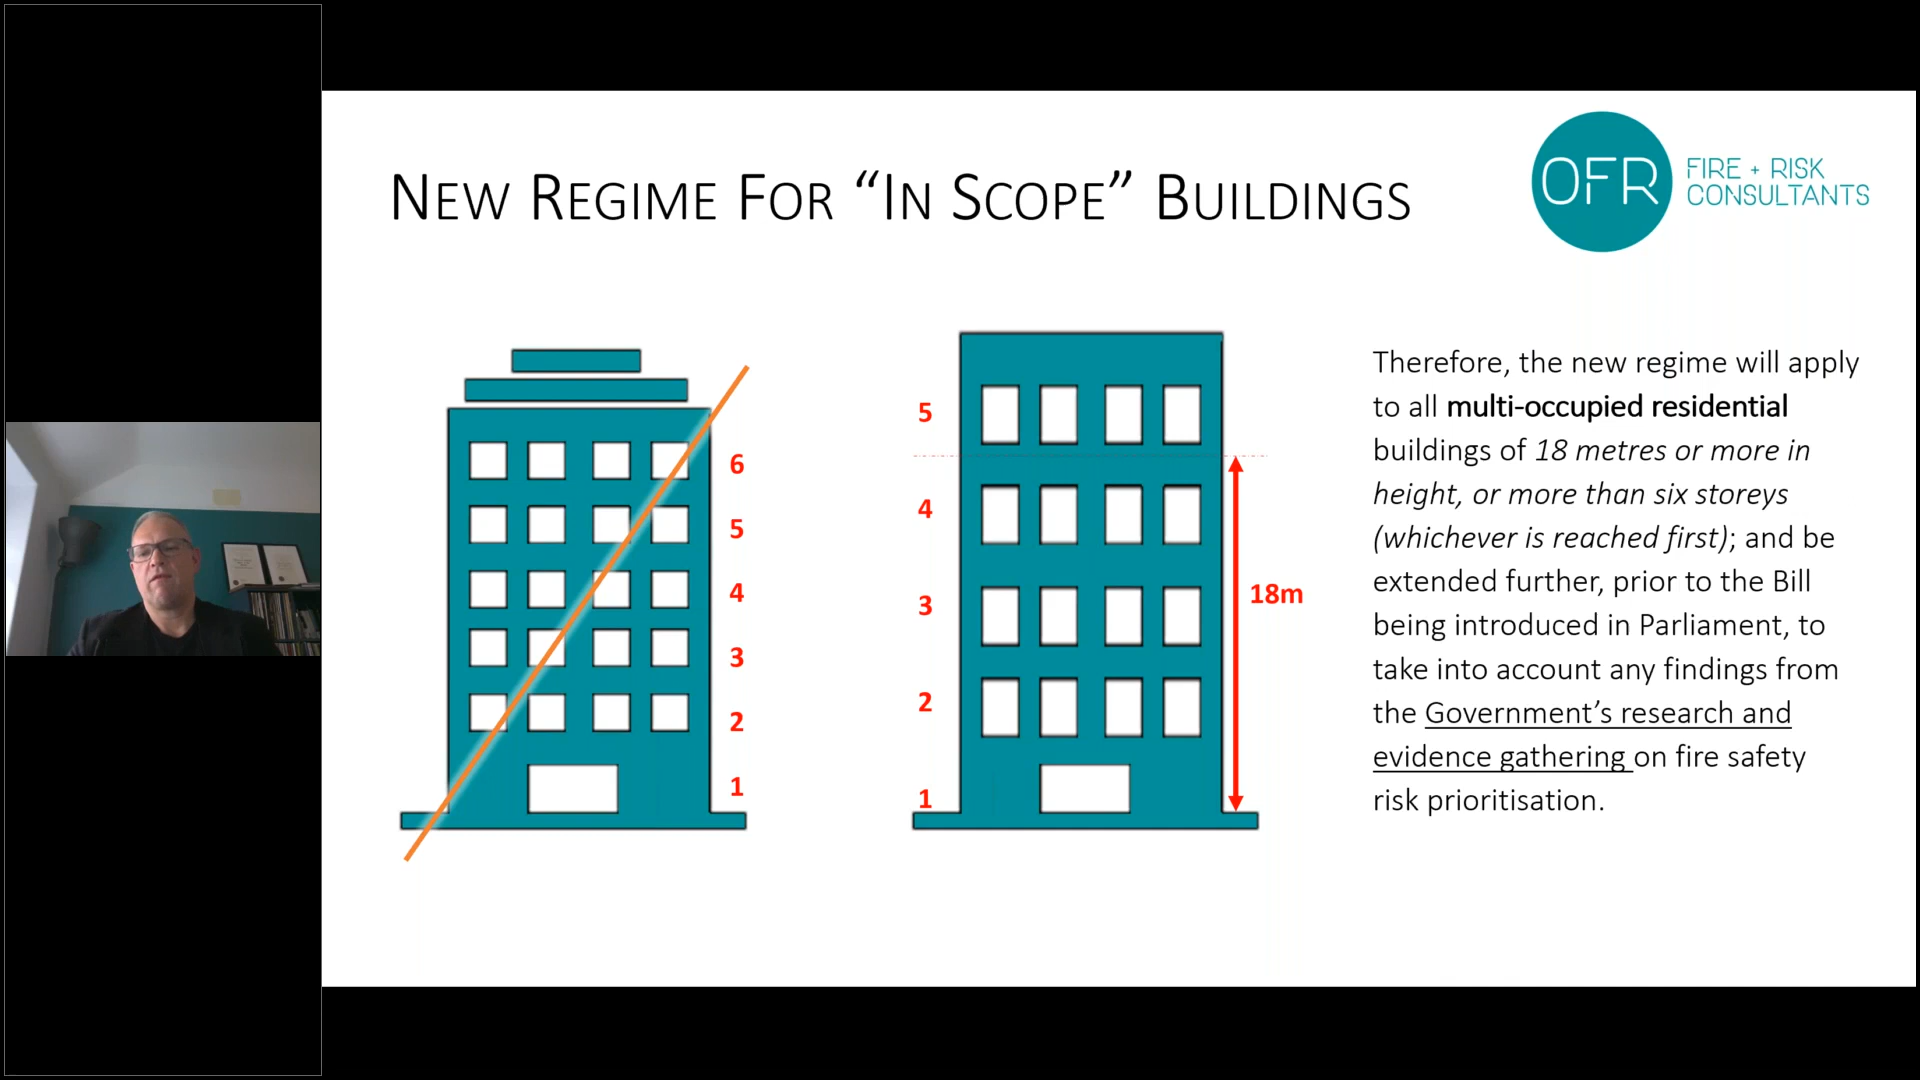 NEW REGIME FOR “IN SCOPE” BUILDINGS
OFR
FIRE + RISK
CONSULTANTS
6
5
4
3
2
1
5
4
3
2
1
18m
Therefore, the new regime will apply
to all multi-occupied residential
buildings of 18 metres or more in
height, or more than six storeys
(whichever is reached first); and be
extended further, prior to the Bill
being introduced in Parliament, to
take into account any findings from
the Government’s research and
evidence gathering on fire safety
risk prioritisation.